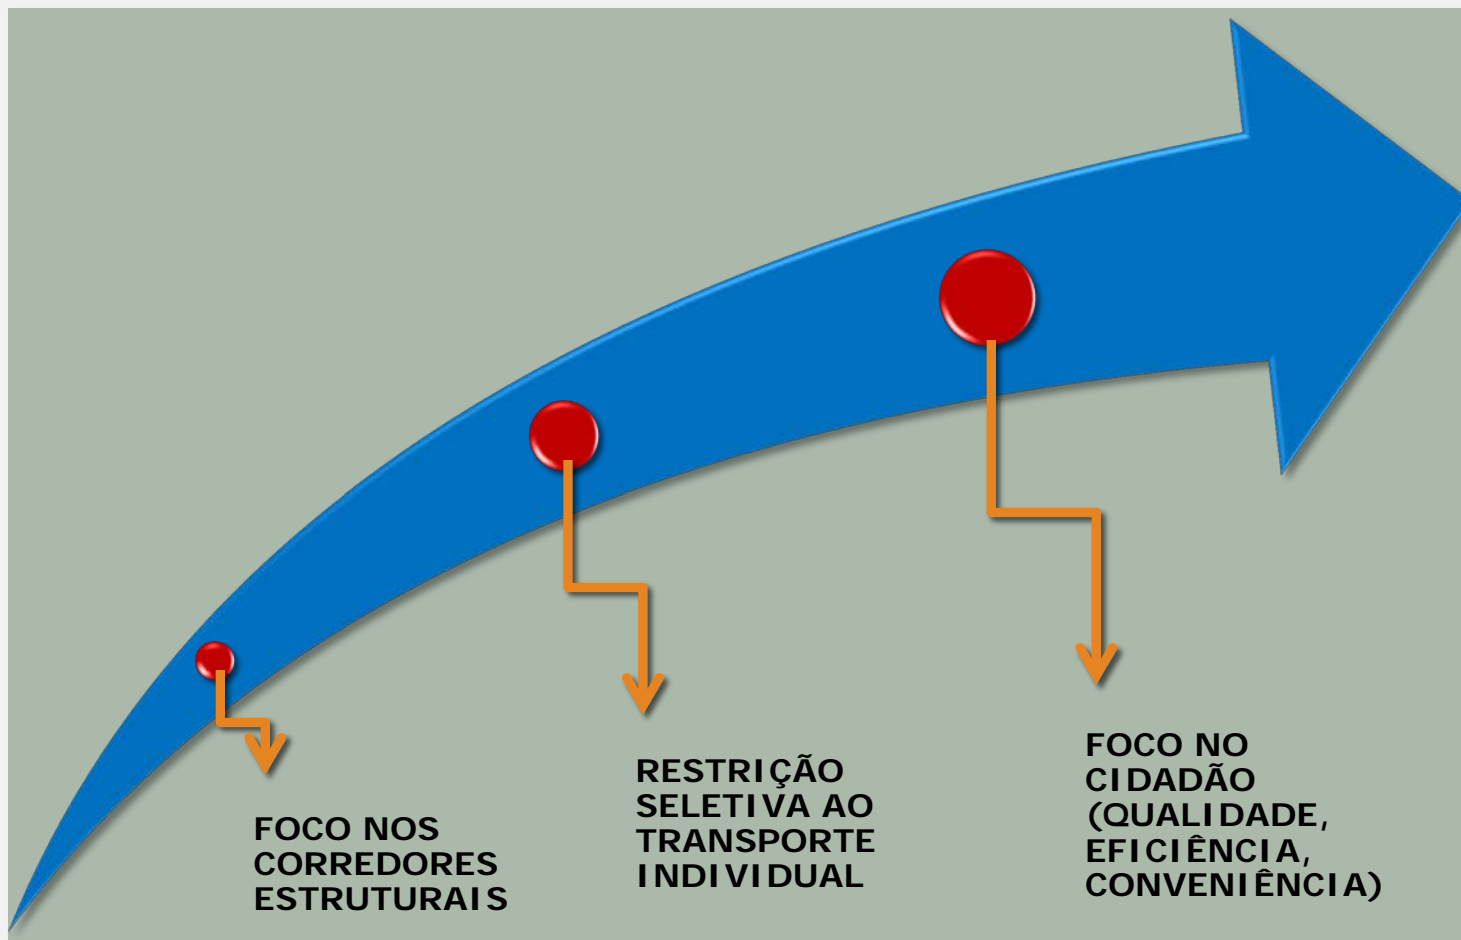 FOCO NOS
CORREDORES
ESTRUTURAIS
RESTRIÇÃO
SELETIVA AO
TRANSPORTE
INDIVIDUAL
FOCO NO
CIDADÃO
(QUALIDADE,
EFICIÊNCIA,
CONVENIÊNCIA)